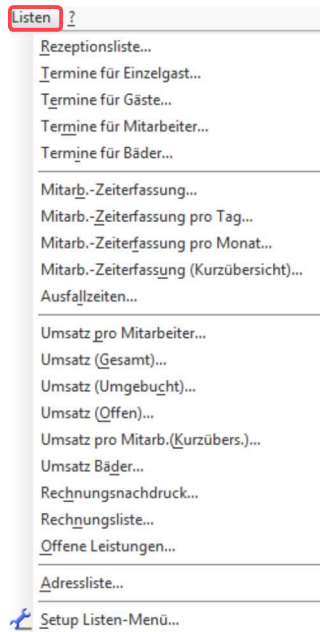 Listen ?
Rezeptionsliste...
Termine für Einzelgast...
Termine für Gäste...
Termine für Mitarbeiter...
Termine für Bäder...
Mitarb.-Zeiterfassung...
Mitarb.-Zeiterfassung pro Tag...
Mitarb.-Zeiterfassung pro Monat...
Mitarb.-Zeiterfassung (Kurzübersicht)...
Ausfallzeiten...
Umsatz pro Mitarbeiter...
Umsatz (Gesamt)...
Umsatz (Umgebucht)...
Umsatz (Offen)...
Umsatz pro Mitarb.(Kurzübers.)...
Umsatz Bäder...
Rechnungsnachdruck...
Rechnungsliste...
Offene Leistungen...
Adressliste...
Setup Listen-Menü...